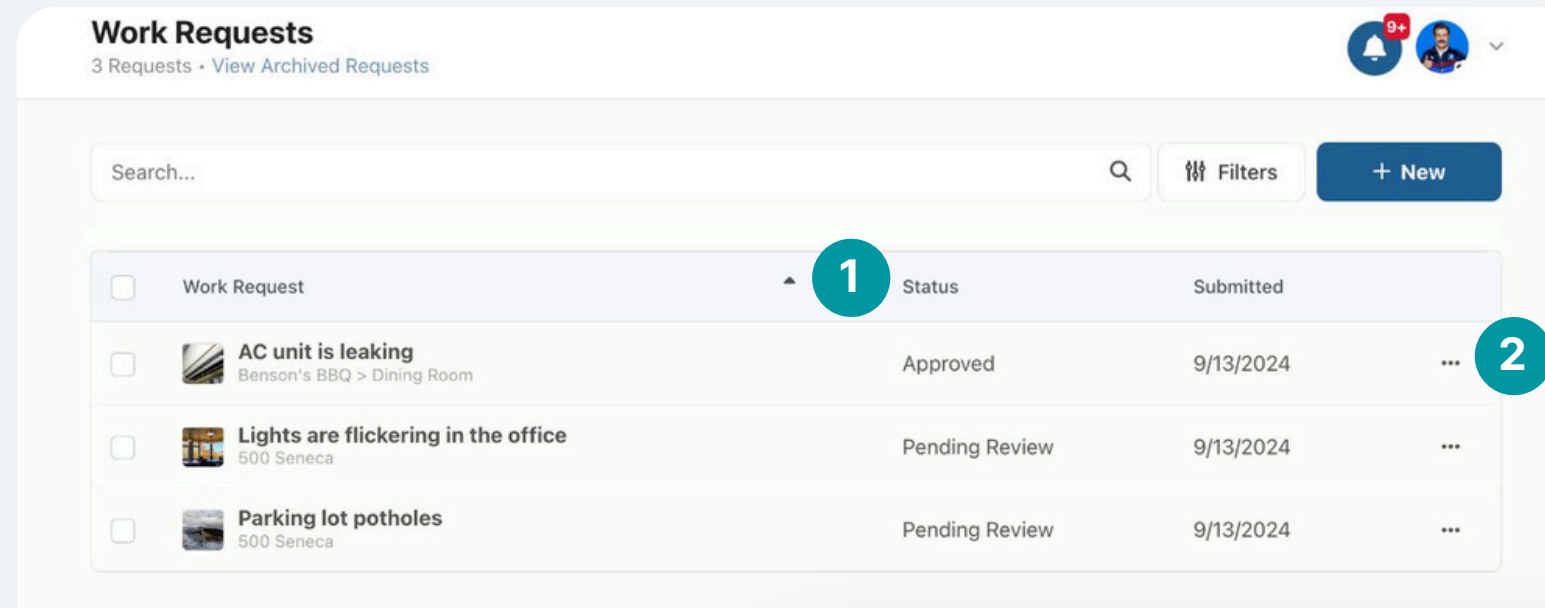 Work Requests
9+
3 Requests • View Archived Requests
Search...
Filters
+ New
Work Request
1
Status
Submitted
AC unit is leaking
Benson's BBQ > Dining Room
Approved
9/13/2024
2
Lights are flickering in the office
500 Seneca
Pending Review
9/13/2024
Parking lot potholes
500 Seneca
Pending Review
9/13/2024